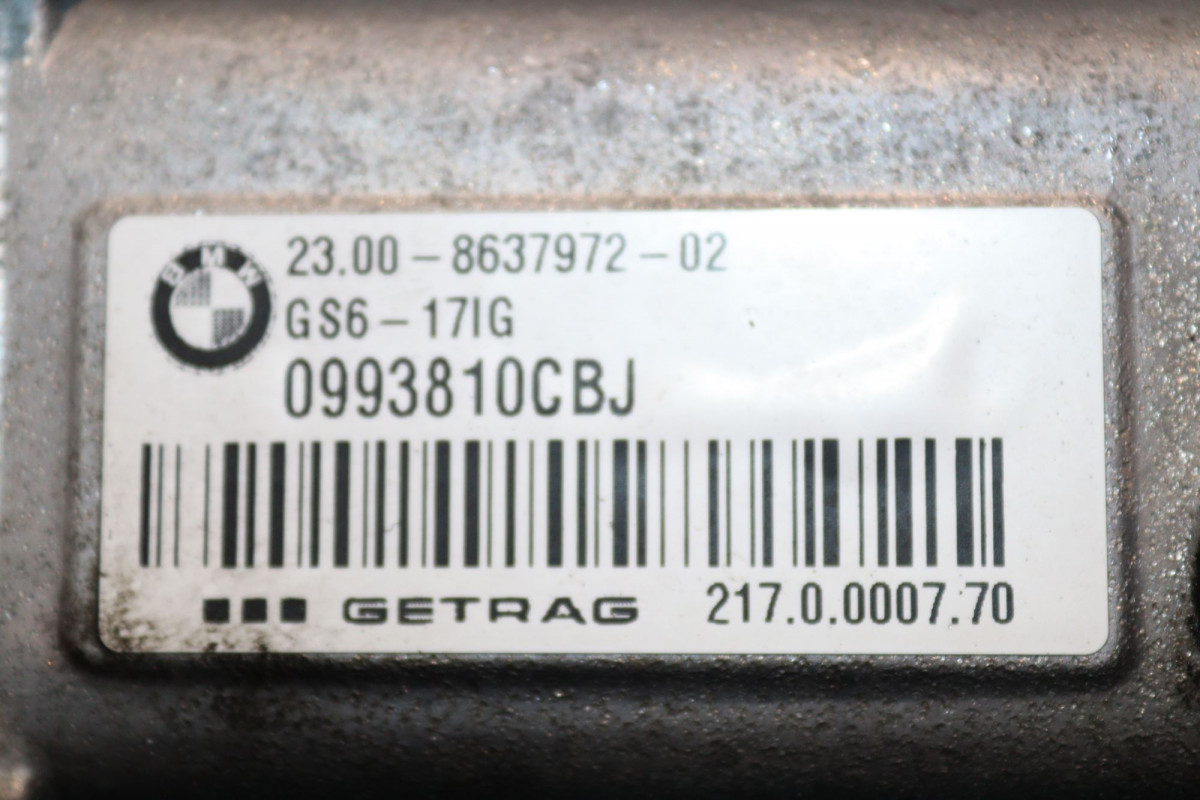 BMW
23.00-8637972-02
GS6-17IG
0993810CBJ
GETRAG 217.0.0007.70